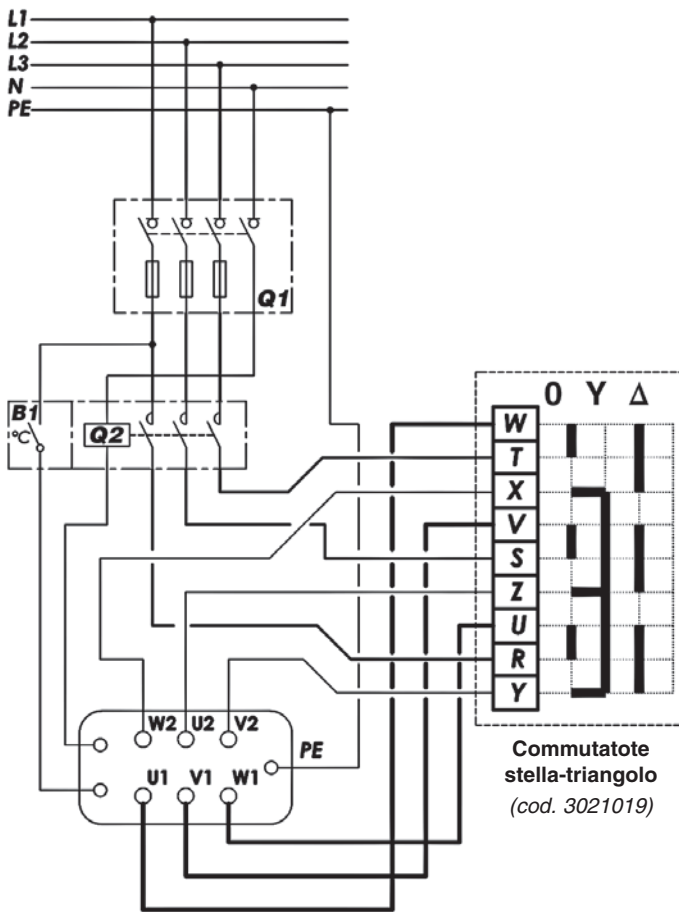 L1
L2
L3
N
PE
Q1
B1
°C
Q2
0 Y Δ
W
T
X
V
S
Z
U
R
Y
W2 U2 V2
PE
U1 V1 W1
Commutatote
stella-triangolo
(cod. 3021019)